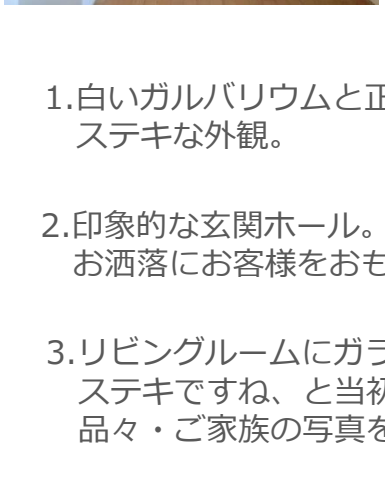 1.白いガルバリウムと正
ステキな外観。
2.印象的な玄関ホール。
お洒落にお客様をおも
3.リビングルームにガラ
ステキですね、と当初
品々・ご家族の写真を